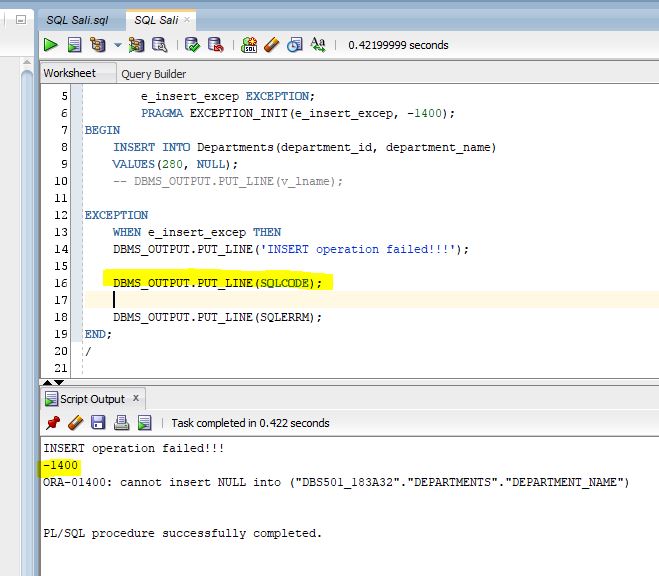 SQL Sali.sql
SQL Sali
0.42199999 seconds
Worksheet
Query Builder
5 e_insert_excep EXCEPTION;
6 PRAGMA EXCEPTION_INIT(e_insert_excep, -1400);
7 BEGIN
8 INSERT INTO Departments(department_id, department_name)
9 VALUES(280, NULL);
10 -- DBMS_OUTPUT.PUT_LINE(v_lname);
11
12 EXCEPTION
13 WHEN e_insert_excep THEN
14 DBMS_OUTPUT.PUT_LINE('INSERT operation failed!!!');
15
16 DBMS_OUTPUT.PUT_LINE(SQLCODE);
17
18 DBMS_OUTPUT.PUT_LINE(SQLERRM);
19 END;
20 /
21
Script Output x
Task completed in 0.422 seconds
INSERT operation failed!!!
-1400
ORA-01400: cannot insert NULL into ("DBS501_183A32"."DEPARTMENTS"."DEPARTMENT_NAME")
PL/SQL procedure successfully completed.